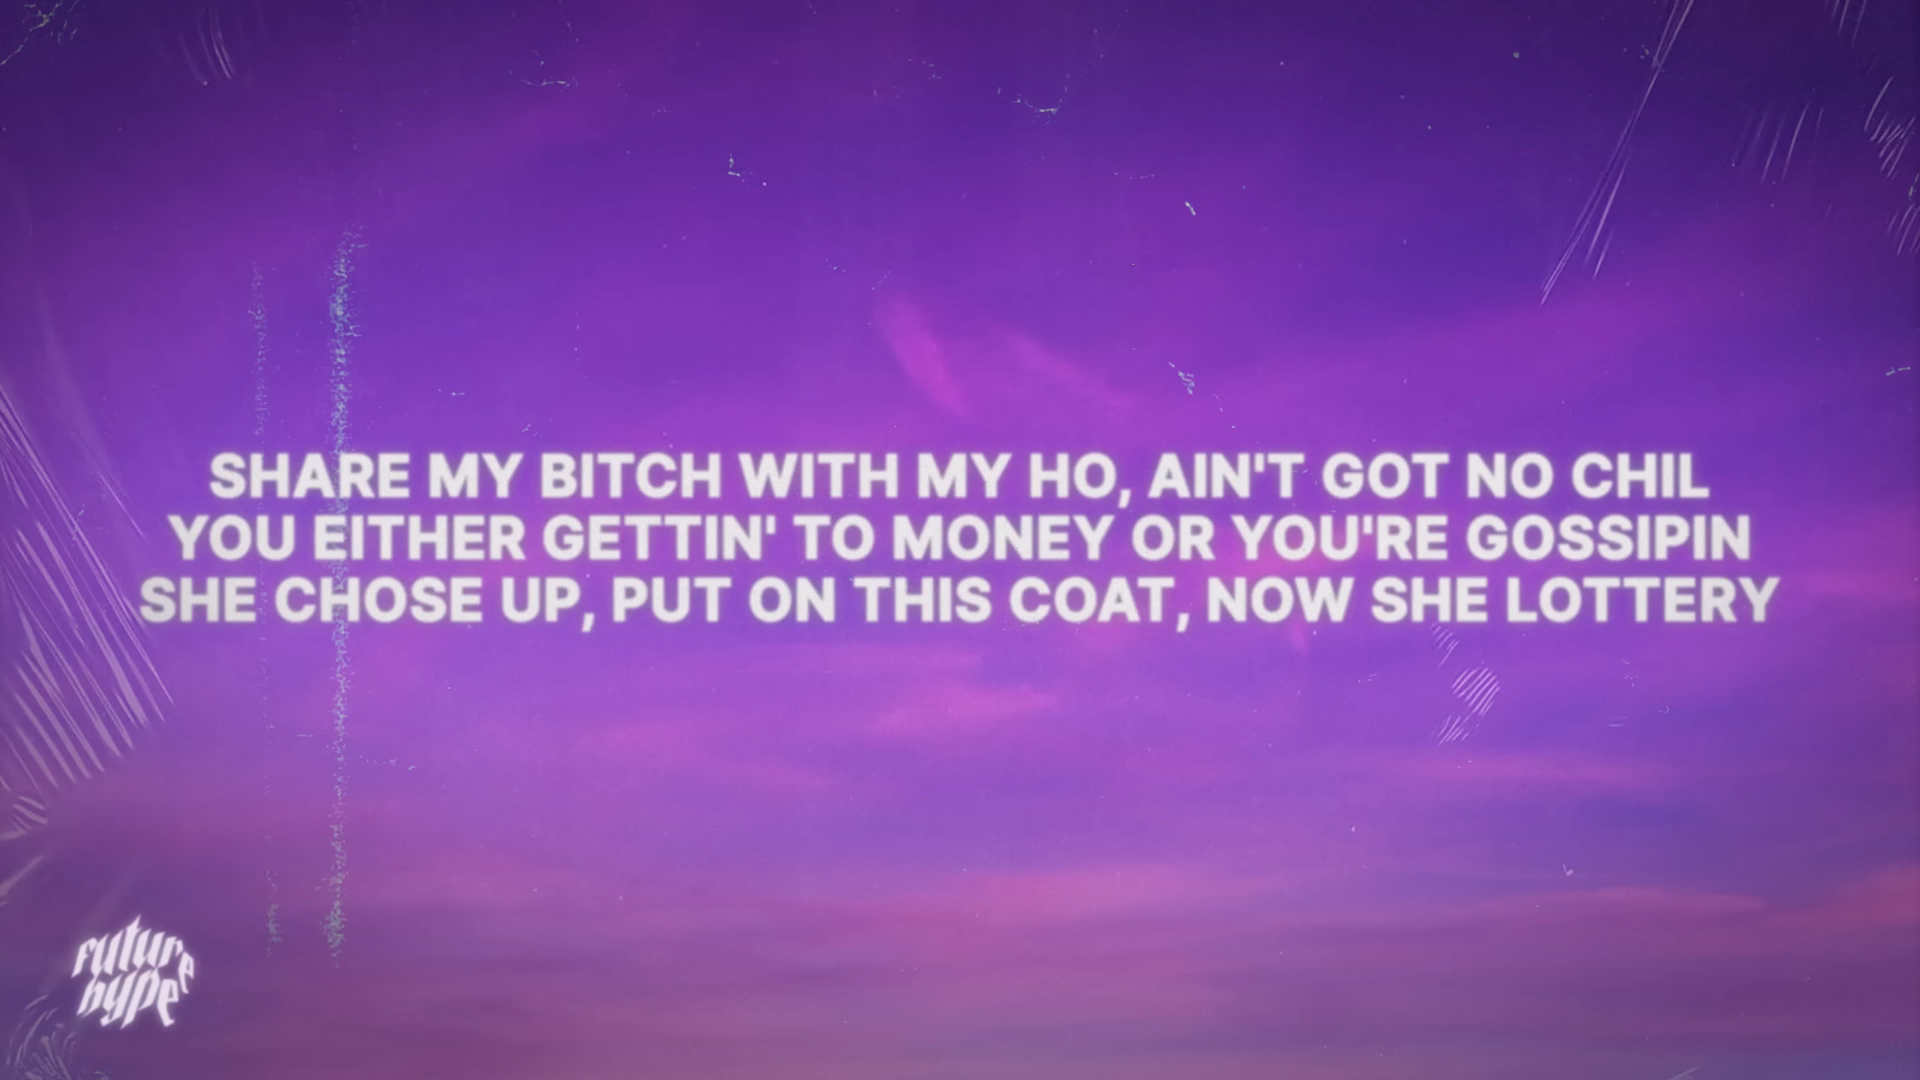 SHARE MY BITCH WITH MY HO, AIN'T GOT NO CHIL
YOU EITHER GETTIN' TO MONEY OR YOU'RE GOSSIPIN
SHE CHOSE UP, PUT ON THIS COAT, NOW SHE LOTTERY
future
hype